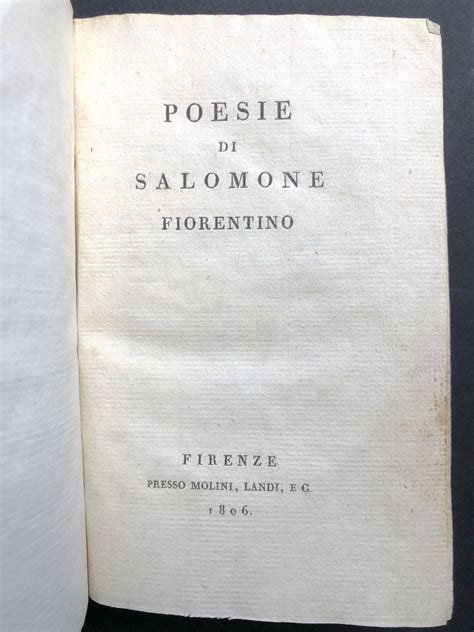 POESIE
DI
SALOMONE
FIORENTINO
FIRENZE
PRESSO MOLINI, LANDI, E C
1806.